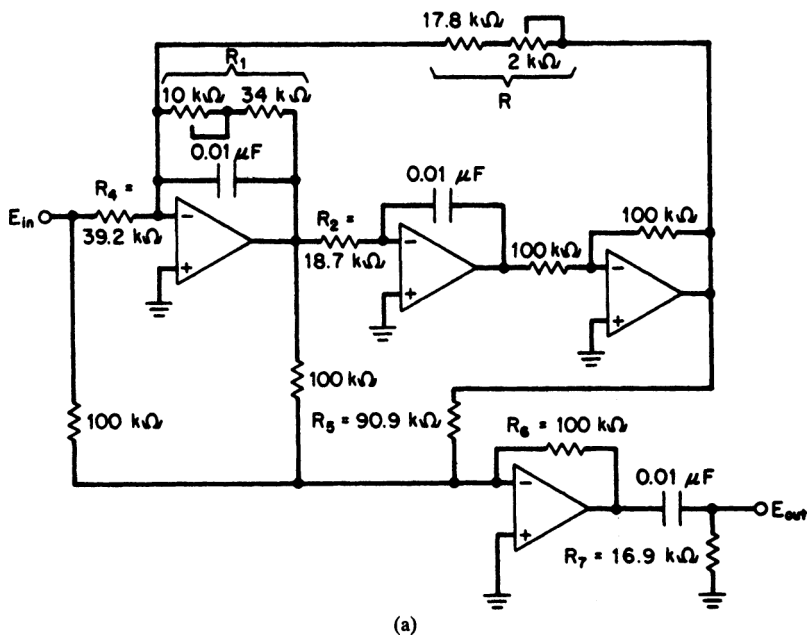 17.8 kΩ
2 kΩ
R
R₁
10 kΩ 34 kΩ
0.01 μF
0.01 μF
E_in
R₄ =
39.2 kΩ
R₂ =
18.7 kΩ
100 kΩ
100 kΩ
−
+
−
+
−
+
100 kΩ
100 kΩ
R₅ = 90.9 kΩ
R₆ = 100 kΩ
0.01 μF
−
+
E_out
R₇ = 16.9 kΩ
(a)